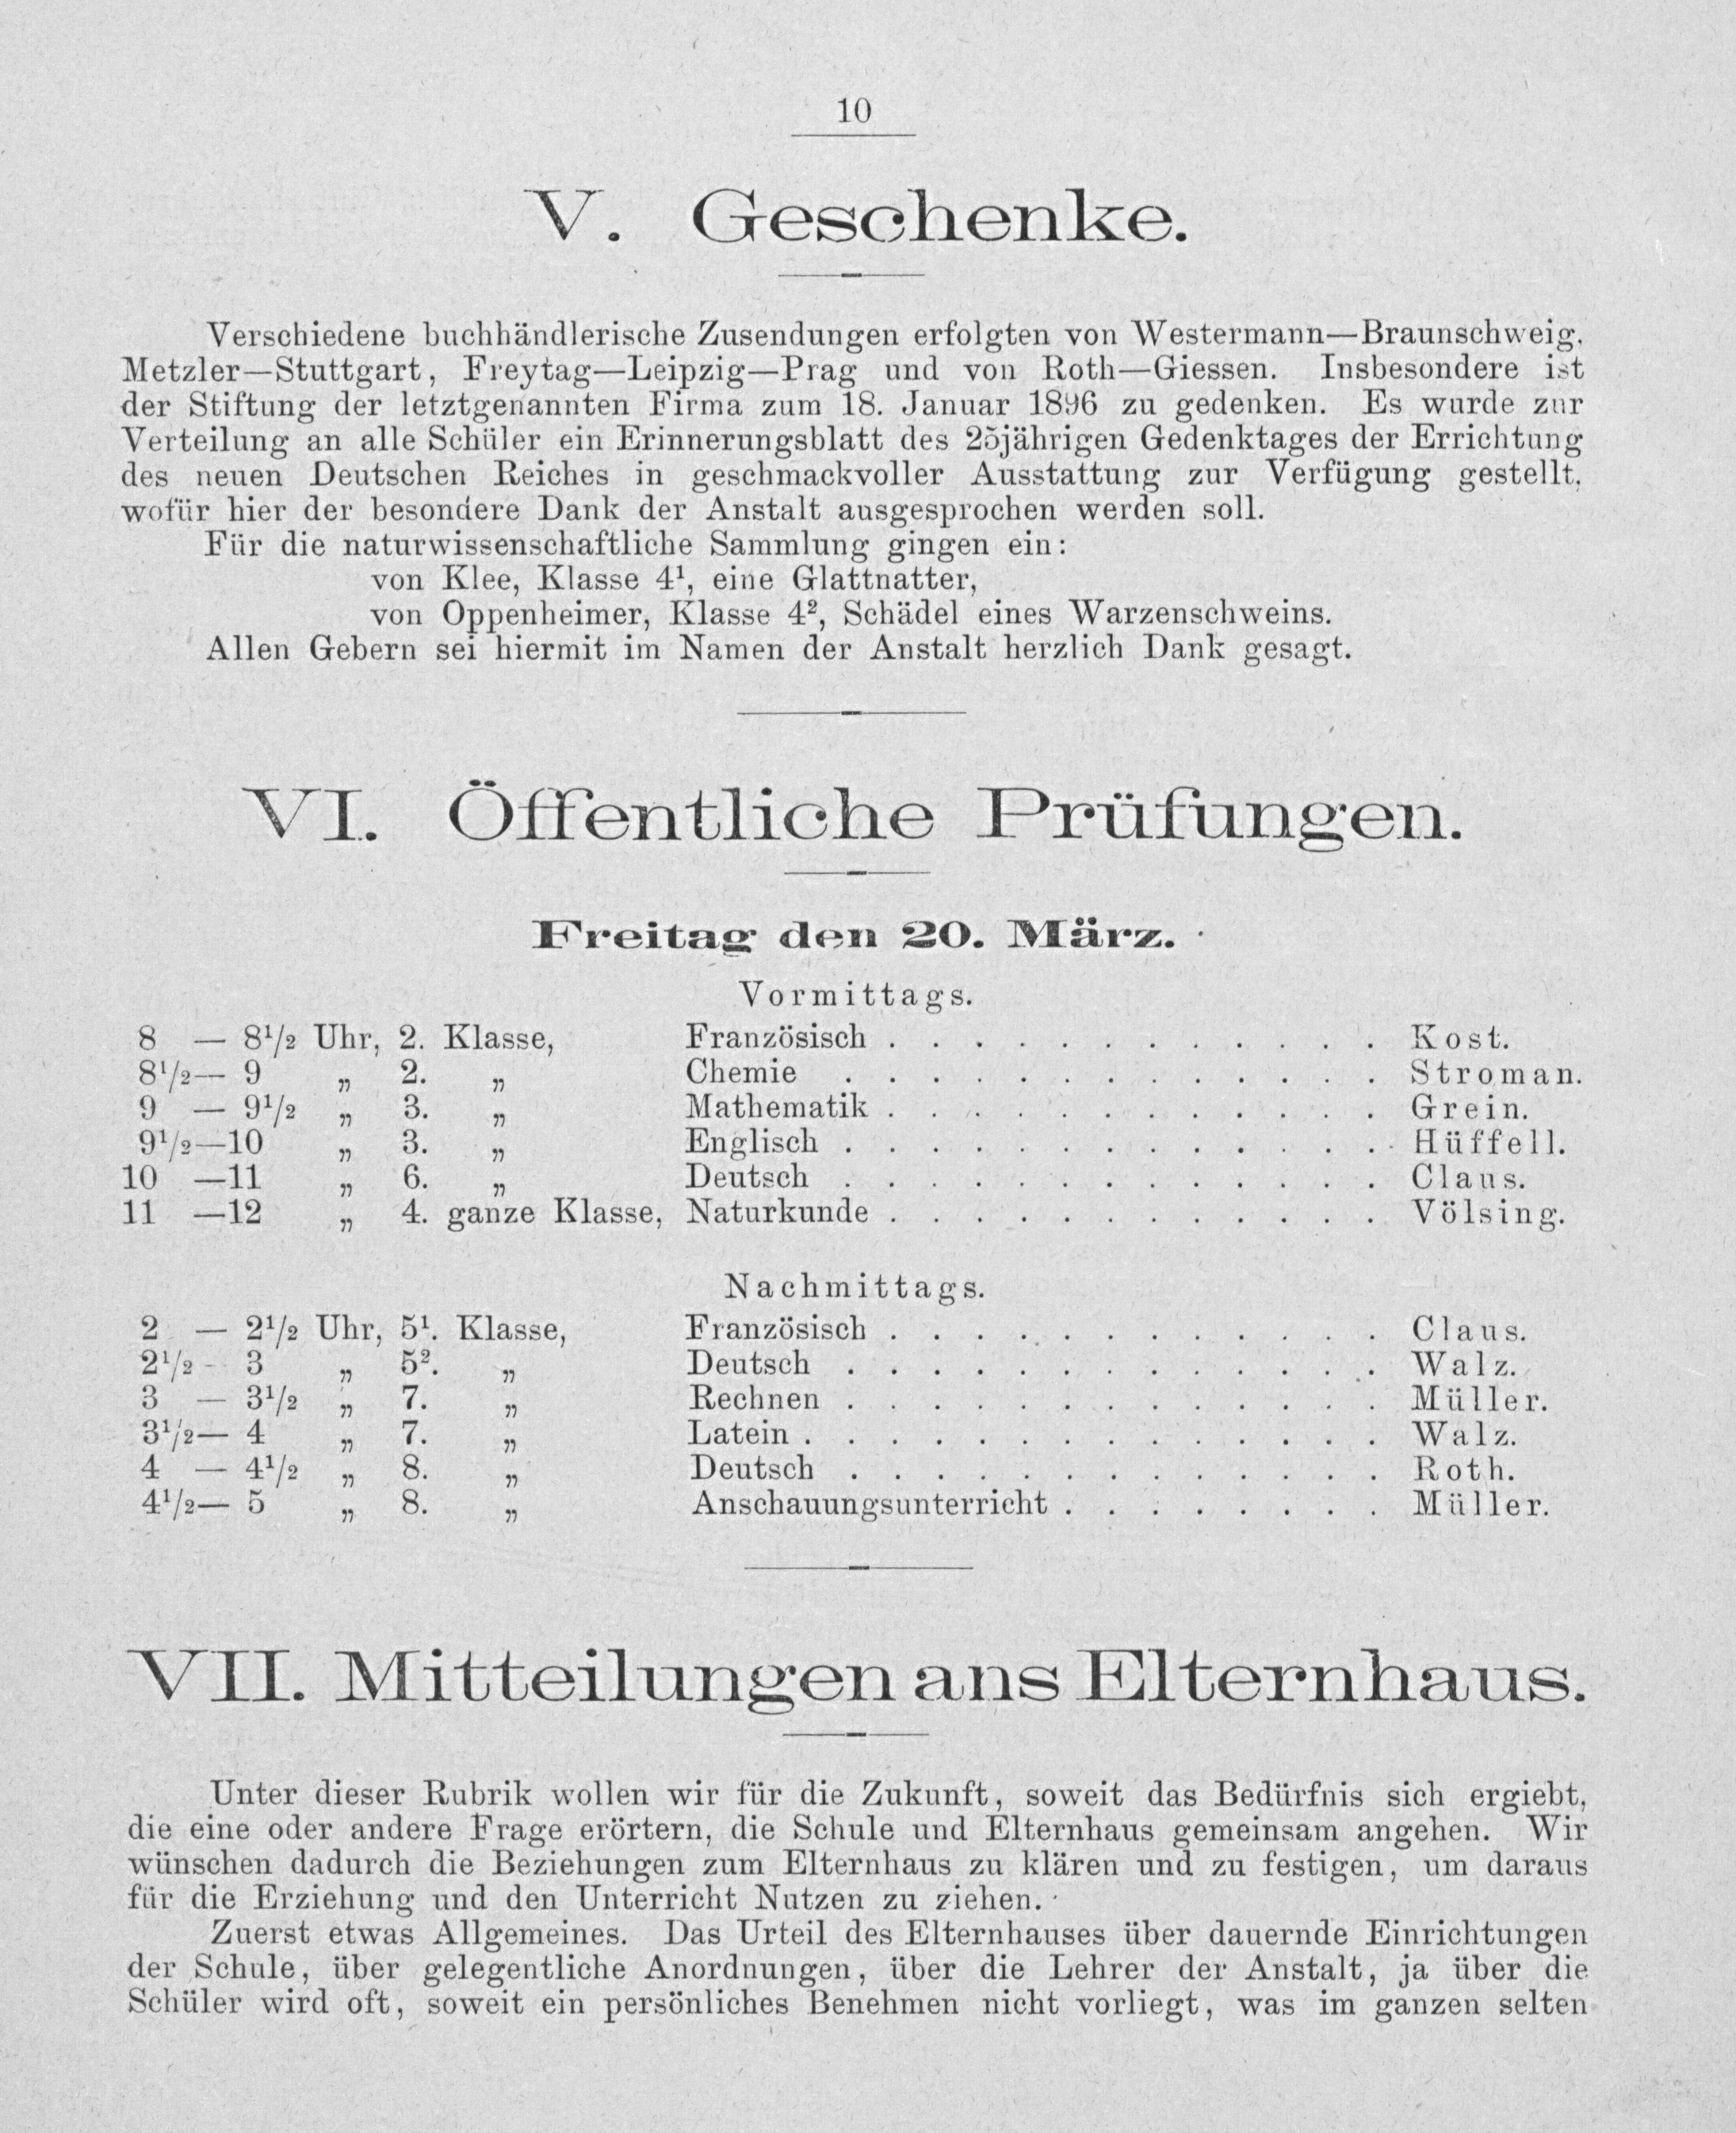 10
V. Geschenke.
Verschiedene buchhändlerische Zusendungen erfolgten von Westermann—Braunschweig,
Metzler—Stuttgart, Freytag—Leipzig—Prag und von Roth—Giessen. Insbesondere ist
der Stiftung der letztgenannten Firma zum 18. Januar 1896 zu gedenken. Es wurde zur
Verteilung an alle Schüler ein Erinnerungsblatt des 25jährigen Gedenktages der Errichtung
des neuen Deutschen Reiches in geschmackvoller Ausstattung zur Verfügung gestellt,
wofür hier der besondere Dank der Anstalt ausgesprochen werden soll.
Für die naturwissenschaftliche Sammlung gingen ein:
von Klee, Klasse 4¹, eine Glattnatter,
von Oppenheimer, Klasse 4², Schädel eines Warzenschweins.
Allen Gebern sei hiermit im Namen der Anstalt herzlich Dank gesagt.
VI. Öffentliche Prüfungen.
Freitag den 20. März.
Vormittags.
8 — 8¹/₂ Uhr, 2. Klasse, Französisch . . . . . . . . . . . . Kost.
8¹/₂— 9 „ 2. „ Chemie . . . . . . . . . . . . . Stroman.
9 — 9¹/₂ „ 3. „ Mathematik . . . . . . . . . . . . Grein.
9¹/₂—10 „ 3. „ Englisch . . . . . . . . . . . . . Hüffell.
10 —11 „ 6. „ Deutsch . . . . . . . . . . . . . Claus.
11 —12 „ 4. ganze Klasse, Naturkunde . . . . . . . . . . . . Völsing.
Nachmittags.
2 — 2¹/₂ Uhr, 5¹. Klasse, Französisch . . . . . . . . . . . . Claus.
2¹/₂ - 3 „ 5². „ Deutsch . . . . . . . . . . . . . Walz.
3 — 3¹/₂ „ 7. „ Rechnen . . . . . . . . . . . . . Müller.
3¹/₂— 4 „ 7. „ Latein . . . . . . . . . . . . . . Walz.
4 — 4¹/₂ „ 8. „ Deutsch . . . . . . . . . . . . . Roth.
4¹/₂— 5 „ 8. „ Anschauungsunterricht . . . . . . . . Müller.
VII. Mitteilungen ans Elternhaus.
Unter dieser Rubrik wollen wir für die Zukunft, soweit das Bedürfnis sich ergiebt,
die eine oder andere Frage erörtern, die Schule und Elternhaus gemeinsam angehen. Wir
wünschen dadurch die Beziehungen zum Elternhaus zu klären und zu festigen, um daraus
für die Erziehung und den Unterricht Nutzen zu ziehen.
Zuerst etwas Allgemeines. Das Urteil des Elternhauses über dauernde Einrichtungen
der Schule, über gelegentliche Anordnungen, über die Lehrer der Anstalt, ja über die
Schüler wird oft, soweit ein persönliches Benehmen nicht vorliegt, was im ganzen selten